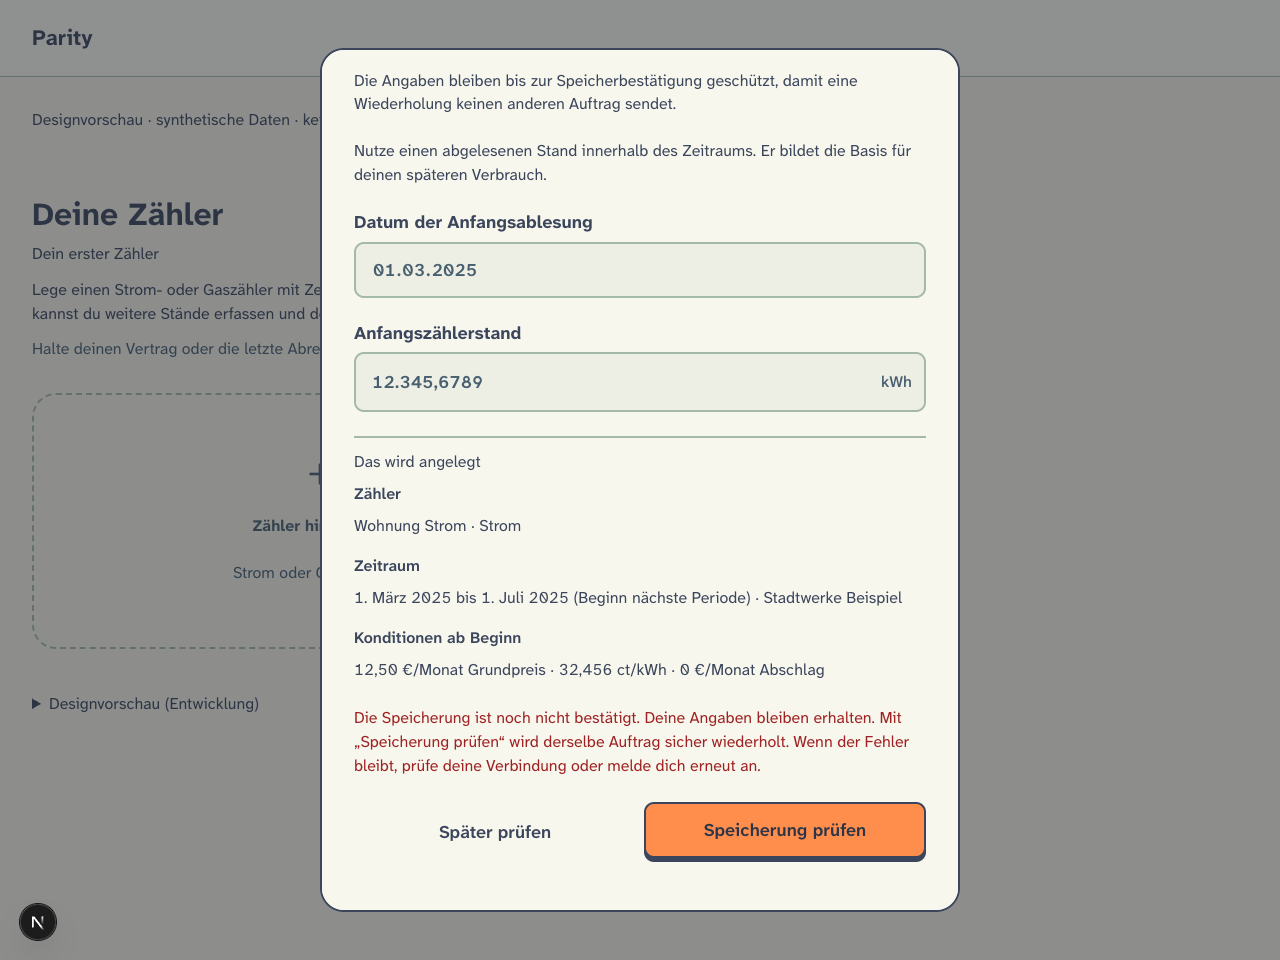 Parity
Designvorschau · synthetische Daten · ke
Deine Zähler
Dein erster Zähler
Lege einen Strom- oder Gaszähler mit Ze
kannst du weitere Stände erfassen und d
Halte deinen Vertrag oder die letzte Abre
Zähler hi
Strom oder G
Designvorschau (Entwicklung)
Die Angaben bleiben bis zur Speicherbestätigung geschützt, damit eine
Wiederholung keinen anderen Auftrag sendet.
Nutze einen abgelesenen Stand innerhalb des Zeitraums. Er bildet die Basis für
deinen späteren Verbrauch.
Datum der Anfangsablesung
01.03.2025
Anfangszählerstand
12.345,6789 kWh
Das wird angelegt
Zähler
Wohnung Strom · Strom
Zeitraum
1. März 2025 bis 1. Juli 2025 (Beginn nächste Periode) · Stadtwerke Beispiel
Konditionen ab Beginn
12,50 €/Monat Grundpreis · 32,456 ct/kWh · 0 €/Monat Abschlag
Die Speicherung ist noch nicht bestätigt. Deine Angaben bleiben erhalten. Mit
„Speicherung prüfen“ wird derselbe Auftrag sicher wiederholt. Wenn der Fehler
bleibt, prüfe deine Verbindung oder melde dich erneut an.
Später prüfen
Speicherung prüfen
N